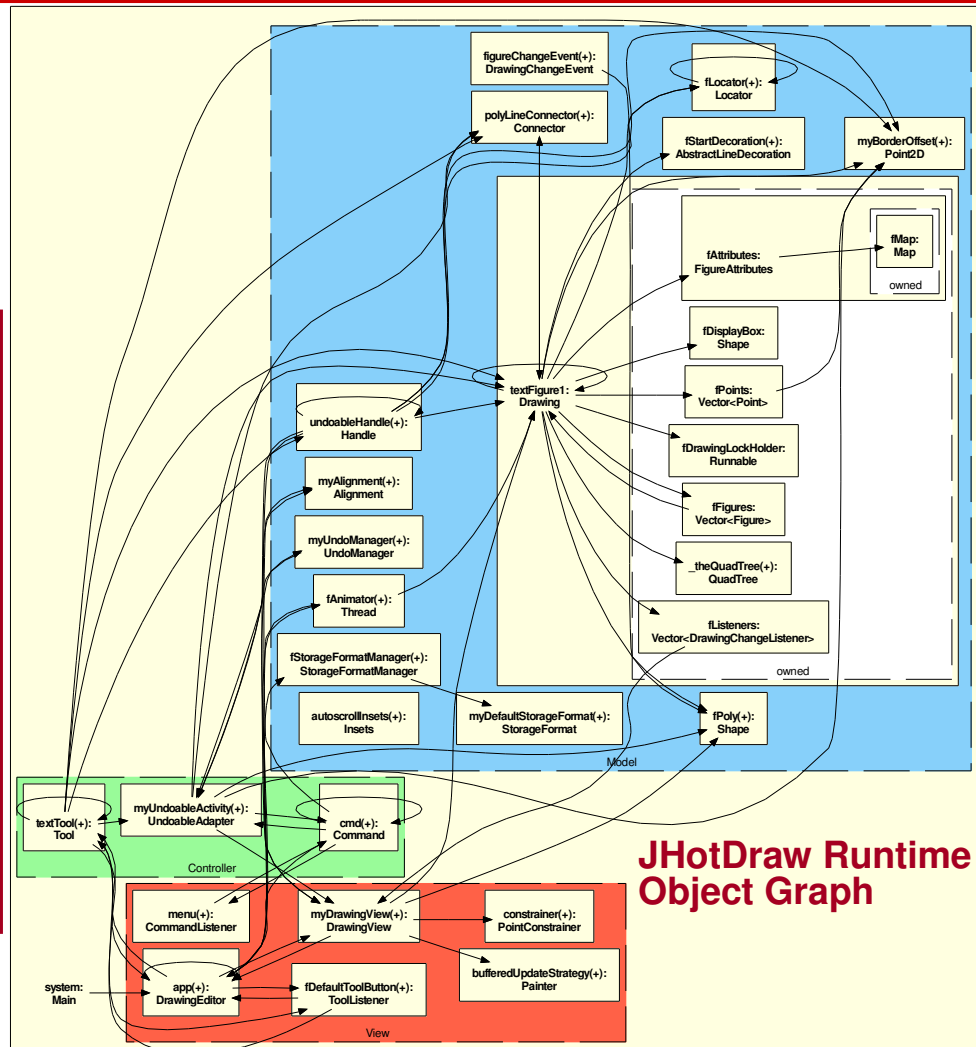 figureChangeEvent(+):
DrawingChangeEvent
fLocator(+):
Locator
polyLineConnector(+):
Connector
fStartDecoration(+):
AbstractLineDecoration
myBorderOffset(+):
Point2D
fMap:
Map
fAttributes:
FigureAttributes
owned
fDisplayBox:
Shape
textFigure1:
Drawing
fPoints:
Vector<Point>
undoableHandle(+):
Handle
fDrawingLockHolder:
Runnable
myAlignment(+):
Alignment
fFigures:
Vector<Figure>
myUndoManager(+):
UndoManager
_theQuadTree(+):
QuadTree
fAnimator(+):
Thread
fListeners:
Vector<DrawingChangeListener>
fStorageFormatManager(+):
StorageFormatManager
owned
autoscrollInsets(+):
Insets
myDefaultStorageFormat(+):
StorageFormat
fPoly(+):
Shape
Model
textTool(+):
Tool
myUndoableActivity(+):
UndoableAdapter
cmd(+):
Command
Controller
JHotDraw Runtime
Object Graph
menu(+):
CommandListener
myDrawingView(+):
DrawingView
constrainer(+):
PointConstrainer
bufferedUpdateStrategy(+):
Painter
system:
Main
app(+):
DrawingEditor
fDefaultToolButton(+):
ToolListener
View